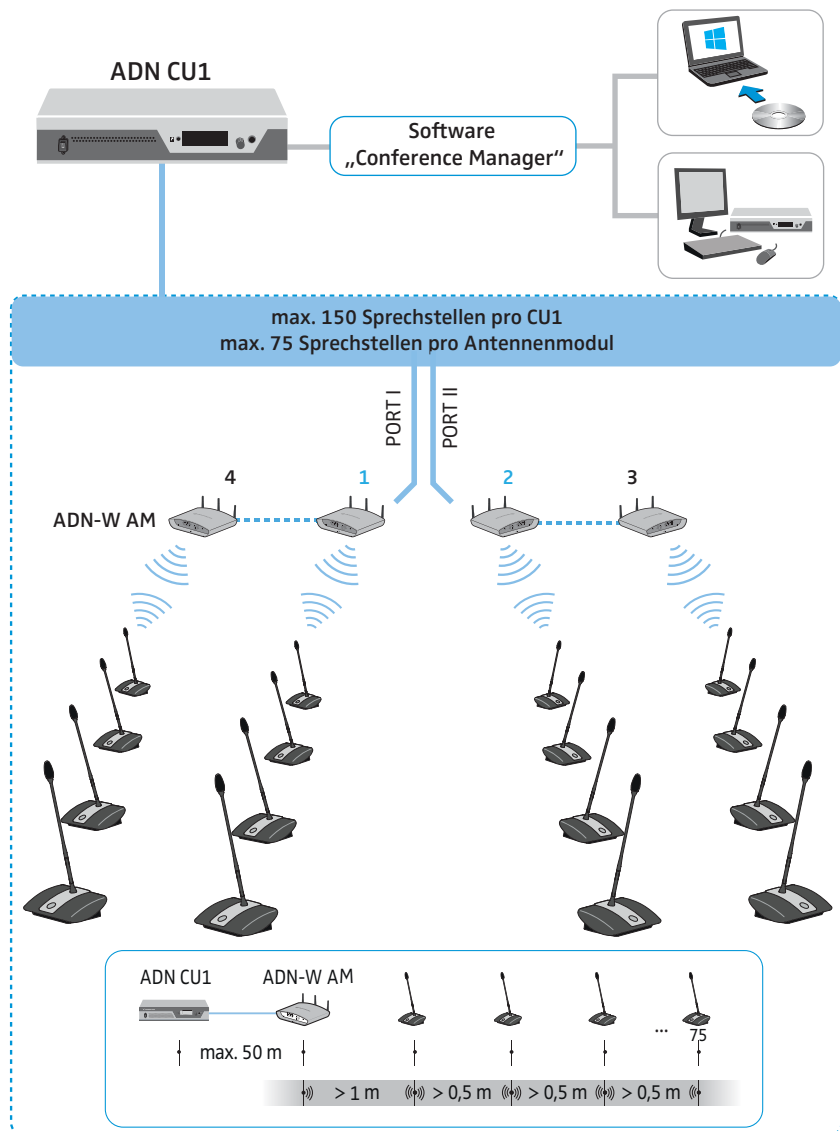 ADN CU1
Software
„Conference Manager“
max. 150 Sprechstellen pro CU1
max. 75 Sprechstellen pro Antennenmodul
PORT I
PORT II
4
1
2
3
ADN-W AM
ADN CU1
ADN-W AM
...
75
max. 50 m
> 1 m
> 0,5 m
> 0,5 m
> 0,5 m